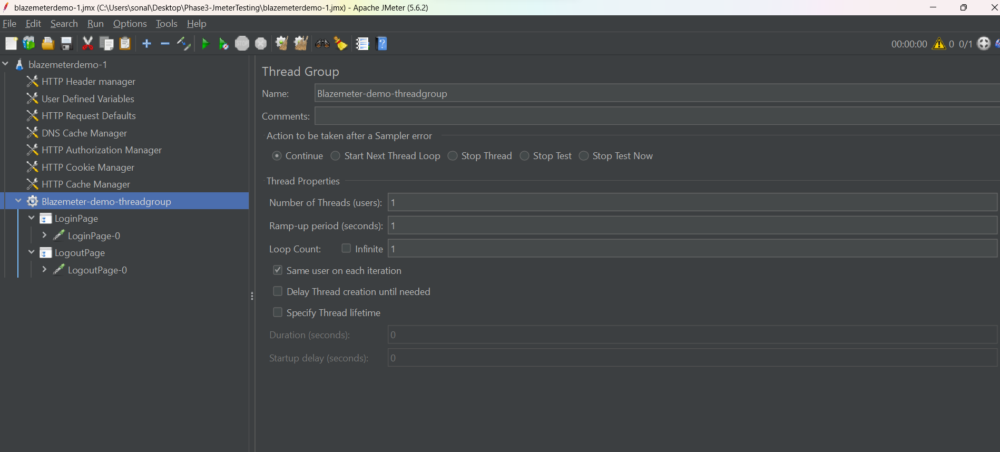 blazemeterdemo-1.jmx (C:\Users\sonal\Desktop\Phase3-JmeterTesting\blazemeterdemo-1.jmx) - Apache JMeter (5.6.2)
File Edit Search Run Options Tools Help
STOP
00:00:00 0 0/1
blazemeterdemo-1
HTTP Header manager
User Defined Variables
HTTP Request Defaults
DNS Cache Manager
HTTP Authorization Manager
HTTP Cookie Manager
HTTP Cache Manager
Blazemeter-demo-threadgroup
LoginPage
LoginPage-0
LogoutPage
LogoutPage-0
Thread Group
Name: Blazemeter-demo-threadgroup
Comments:
Action to be taken after a Sampler error
Continue Start Next Thread Loop Stop Thread Stop Test Stop Test Now
Thread Properties
Number of Threads (users): 1
Ramp-up period (seconds): 1
Loop Count: Infinite 1
Same user on each iteration
Delay Thread creation until needed
Specify Thread lifetime
Duration (seconds): 0
Startup delay (seconds): 0